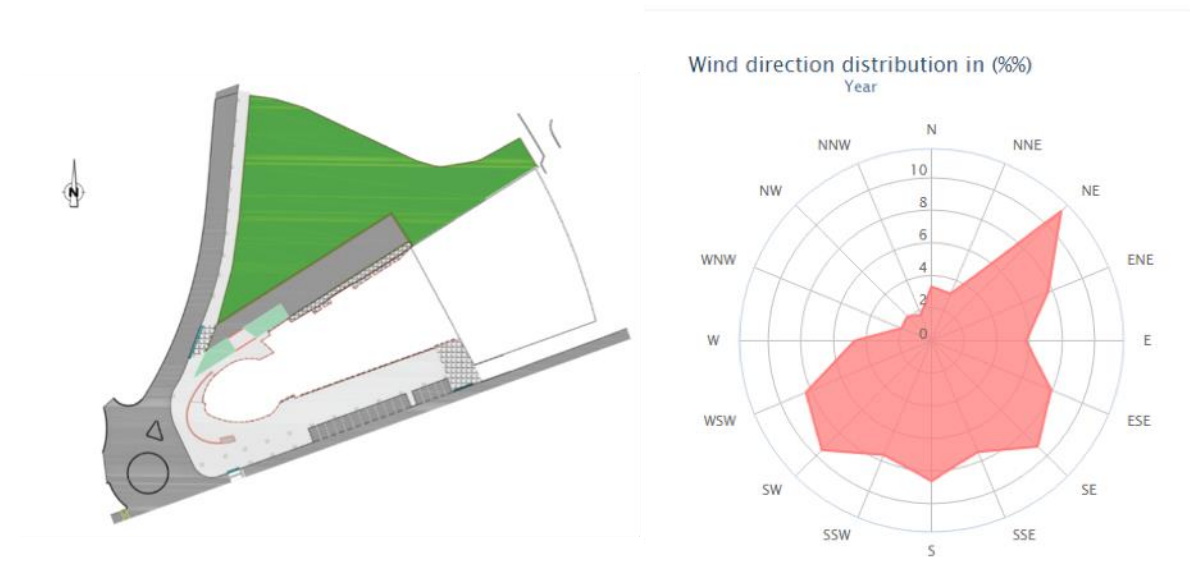 N
Wind direction distribution in (%%)
Year
N
NNW
NNE
NW
NE
WNW
ENE
10
8
6
4
2
0
W
E
WSW
ESE
SW
SE
SSW
SSE
S